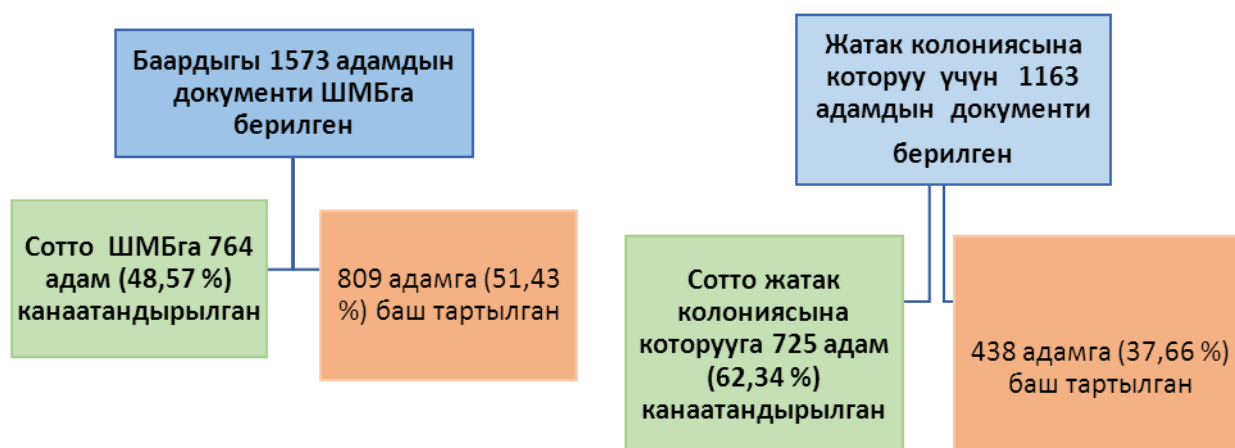 Баардыгы 1573 адамдын
документи ШМБга
берилген
Сотто ШМБга 764
адам (48,57 %)
канаатандырылган
809 адамга (51,43
%) баш тартылган
Жатак колониясына
которуу үчүн 1163
адамдын документи
берилген
Сотто жатак
колониясына
которууга 725 адам
(62,34 %)
канаатандырылган
438 адамга (37,66 %)
баш тартылган